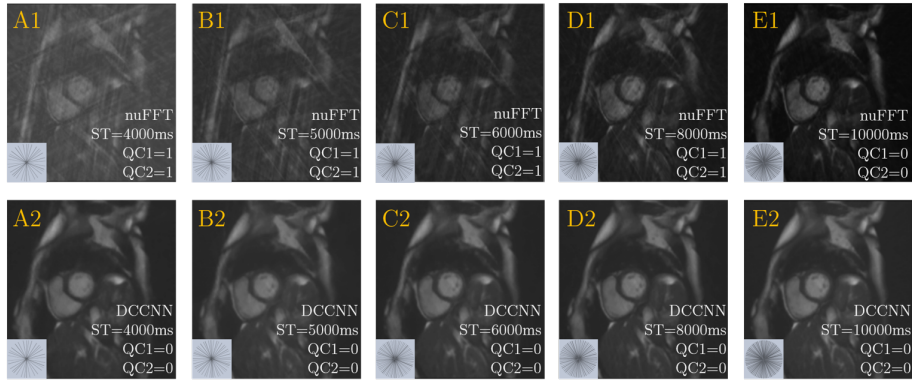 A1
nuFFT
ST=4000ms
QC1=1
QC2=1
B1
nuFFT
ST=5000ms
QC1=1
QC2=1
C1
nuFFT
ST=6000ms
QC1=1
QC2=1
D1
nuFFT
ST=8000ms
QC1=1
QC2=1
E1
nuFFT
ST=10000ms
QC1=0
QC2=0
A2
DCCNN
ST=4000ms
QC1=0
QC2=0
B2
DCCNN
ST=5000ms
QC1=0
QC2=0
C2
DCCNN
ST=6000ms
QC1=0
QC2=0
D2
DCCNN
ST=8000ms
QC1=0
QC2=0
E2
DCCNN
ST=10000ms
QC1=0
QC2=0